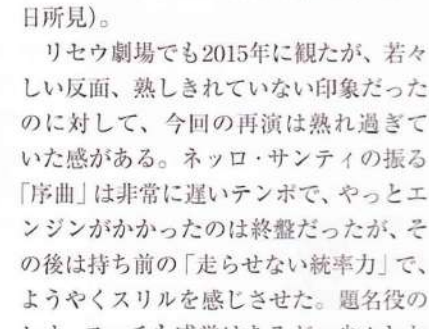 日所見)。
リセウ劇場でも2015年に観たが、若々
しい反面、熟しきれていない印象だった
のに対して、今回の再演は熟れ過ぎて
いた感がある。ネッロ・サンティの振る
「序曲」は非常に遅いテンポで、やっとエ
ンジンがかかったのは終盤だったが、そ
の後は持ち前の「走らせない統率力」で、
ようやくスリルを感じさせた。題名役の